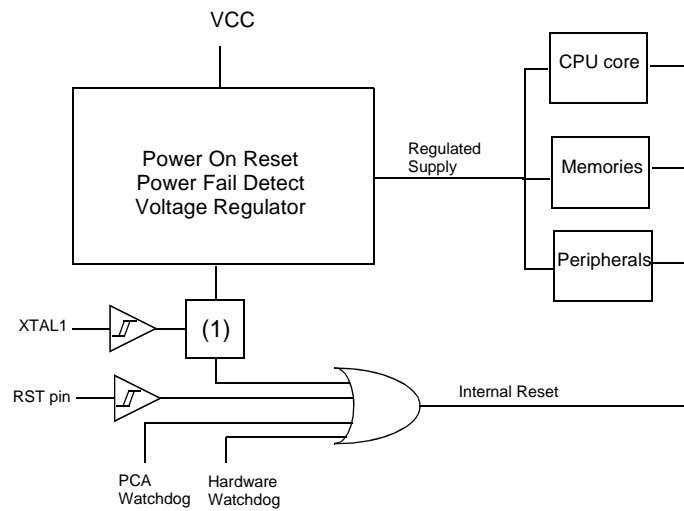 VCC
CPU core
Power On Reset
Power Fail Detect
Voltage Regulator
Regulated
Supply
Memories
Peripherals
XTAL1
(1)
RST pin
Internal Reset
PCA
Watchdog
Hardware
Watchdog